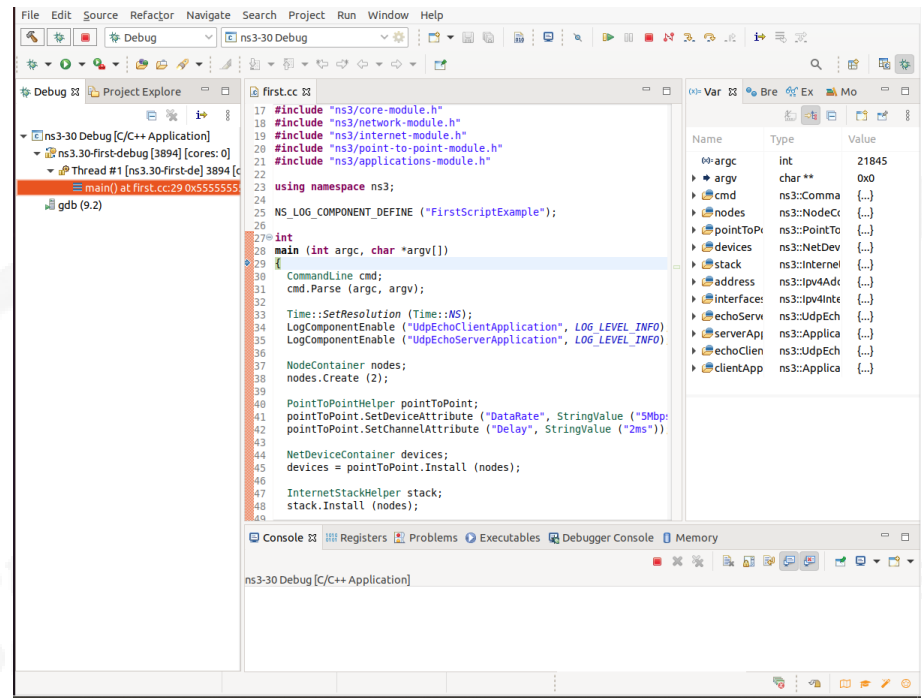 File Edit Source Refactor Navigate Search Project Run Window Help
Debug
ns3-30 Debug
Debug
Project Explore
ns3-30 Debug [C/C++ Application]
ns3.30-first-debug [3894] [cores: 0]
Thread #1 [ns3.30-first-de] 3894 [c
main() at first.cc:29 0x5555555
gdb (9.2)
first.cc
17 #include "ns3/core-module.h"
18 #include "ns3/network-module.h"
19 #include "ns3/internet-module.h"
20 #include "ns3/point-to-point-module.h"
21 #include "ns3/applications-module.h"
22
23 using namespace ns3;
24
25 NS_LOG_COMPONENT_DEFINE ("FirstScriptExample");
26
27 int
28 main (int argc, char *argv[])
29 {
30 CommandLine cmd;
31 cmd.Parse (argc, argv);
32
33 Time::SetResolution (Time::NS);
34 LogComponentEnable ("UdpEchoClientApplication", LOG_LEVEL_INFO)
35 LogComponentEnable ("UdpEchoServerApplication", LOG_LEVEL_INFO)
36
37 NodeContainer nodes;
38 nodes.Create (2);
39
40 PointToPointHelper pointToPoint;
41 pointToPoint.SetDeviceAttribute ("DataRate", StringValue ("5Mbp
42 pointToPoint.SetChannelAttribute ("Delay", StringValue ("2ms"))
43
44 NetDeviceContainer devices;
45 devices = pointToPoint.Install (nodes);
46
47 InternetStackHelper stack;
48 stack.Install (nodes);
49
Var Bre Ex Mo
Name Type Value
argc int 21845
argv char ** 0x0
cmd ns3::Comma {...}
nodes ns3::NodeCo {...}
pointToPo ns3::PointTo {...}
devices ns3::NetDev {...}
stack ns3::Internel {...}
address ns3::Ipv4Adc {...}
interfaces ns3::Ipv4Inte {...}
echoServe ns3::UdpEch {...}
serverApp ns3::Applica {...}
echoClien ns3::UdpEch {...}
clientApp ns3::Applica {...}
Console Registers Problems Executables Debugger Console Memory
ns3-30 Debug [C/C++ Application]